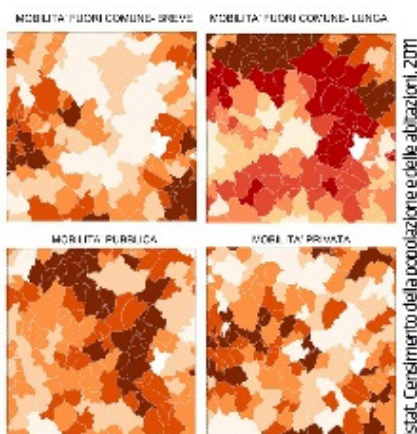 MOBILITA' FUORI COMUNE- BREVE
MOBILITA' FUORI COMUNE- LUNGA
MOBILITA' PUBBLICA
MOBILITA' PRIVATA
Istat, Censimento della popolazione e delle abitazioni, 2011